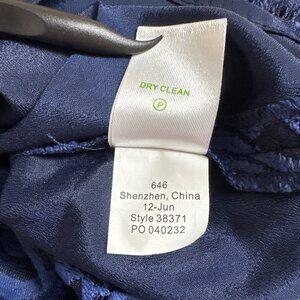 DRY CLEAN
P
646
Shenzhen, China
12-Jun
Style 38371
PO 040232